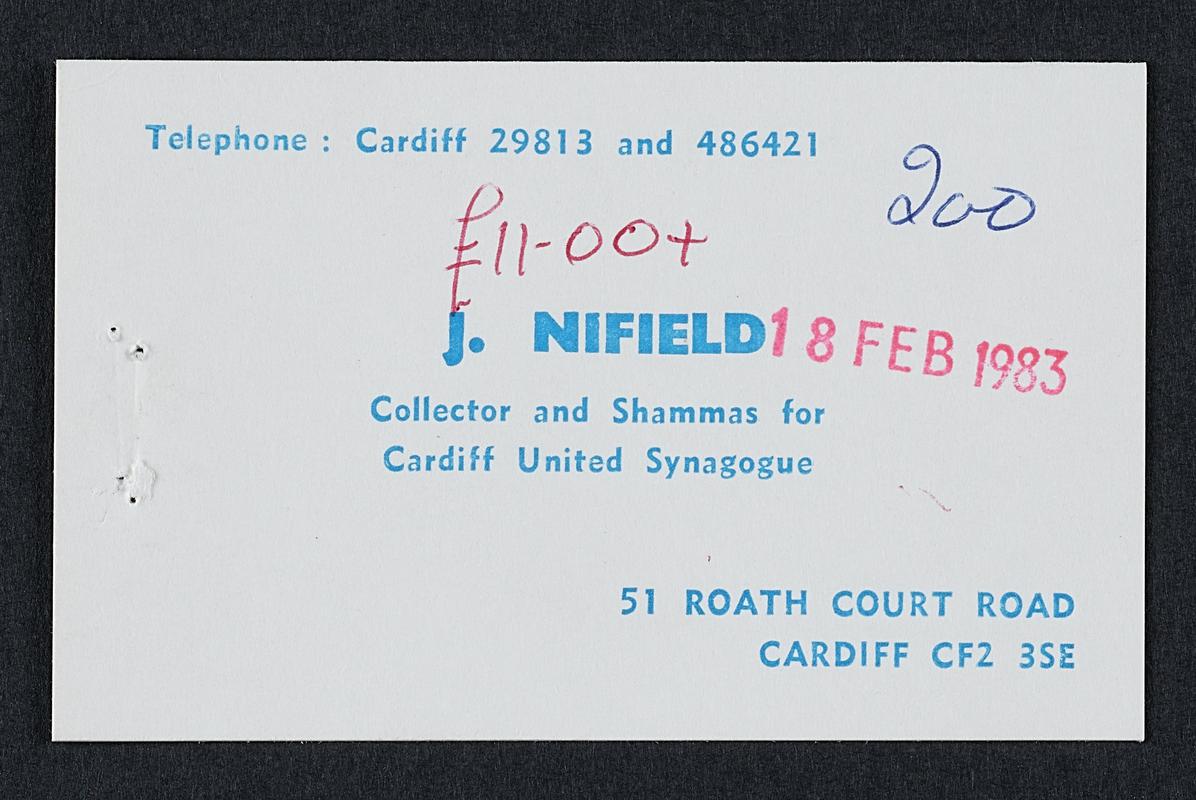 Telephone : Cardiff 29813 and 486421
200
£11-00+
J. NIFIELD
18 FEB 1983
Collector and Shammas for
Cardiff United Synagogue
51 ROATH COURT ROAD
CARDIFF CF2 3SE